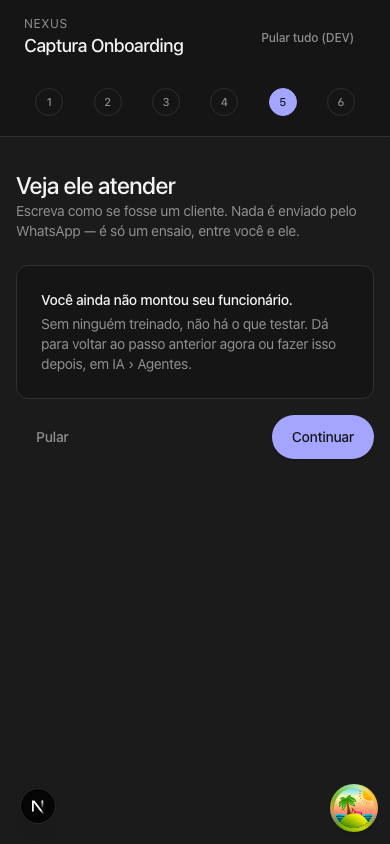 NEXUS
Captura Onboarding
Pular tudo (DEV)
1 2 3 4 5 6
Veja ele atender
Escreva como se fosse um cliente. Nada é enviado pelo
WhatsApp — é só um ensaio, entre você e ele.
Você ainda não montou seu funcionário.
Sem ninguém treinado, não há o que testar. Dá
para voltar ao passo anterior agora ou fazer isso
depois, em IA › Agentes.
Pular
Continuar
N